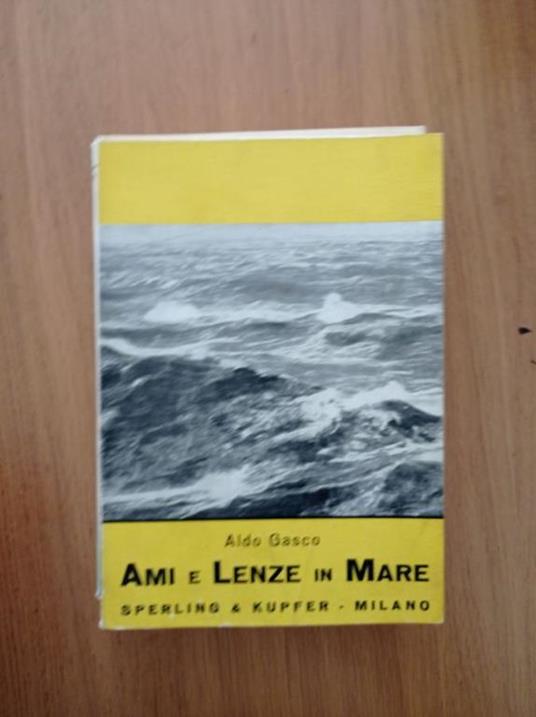 Aldo Gasco
AMI E LENZE IN MARE
SPERLING & KUPFER - MILANO